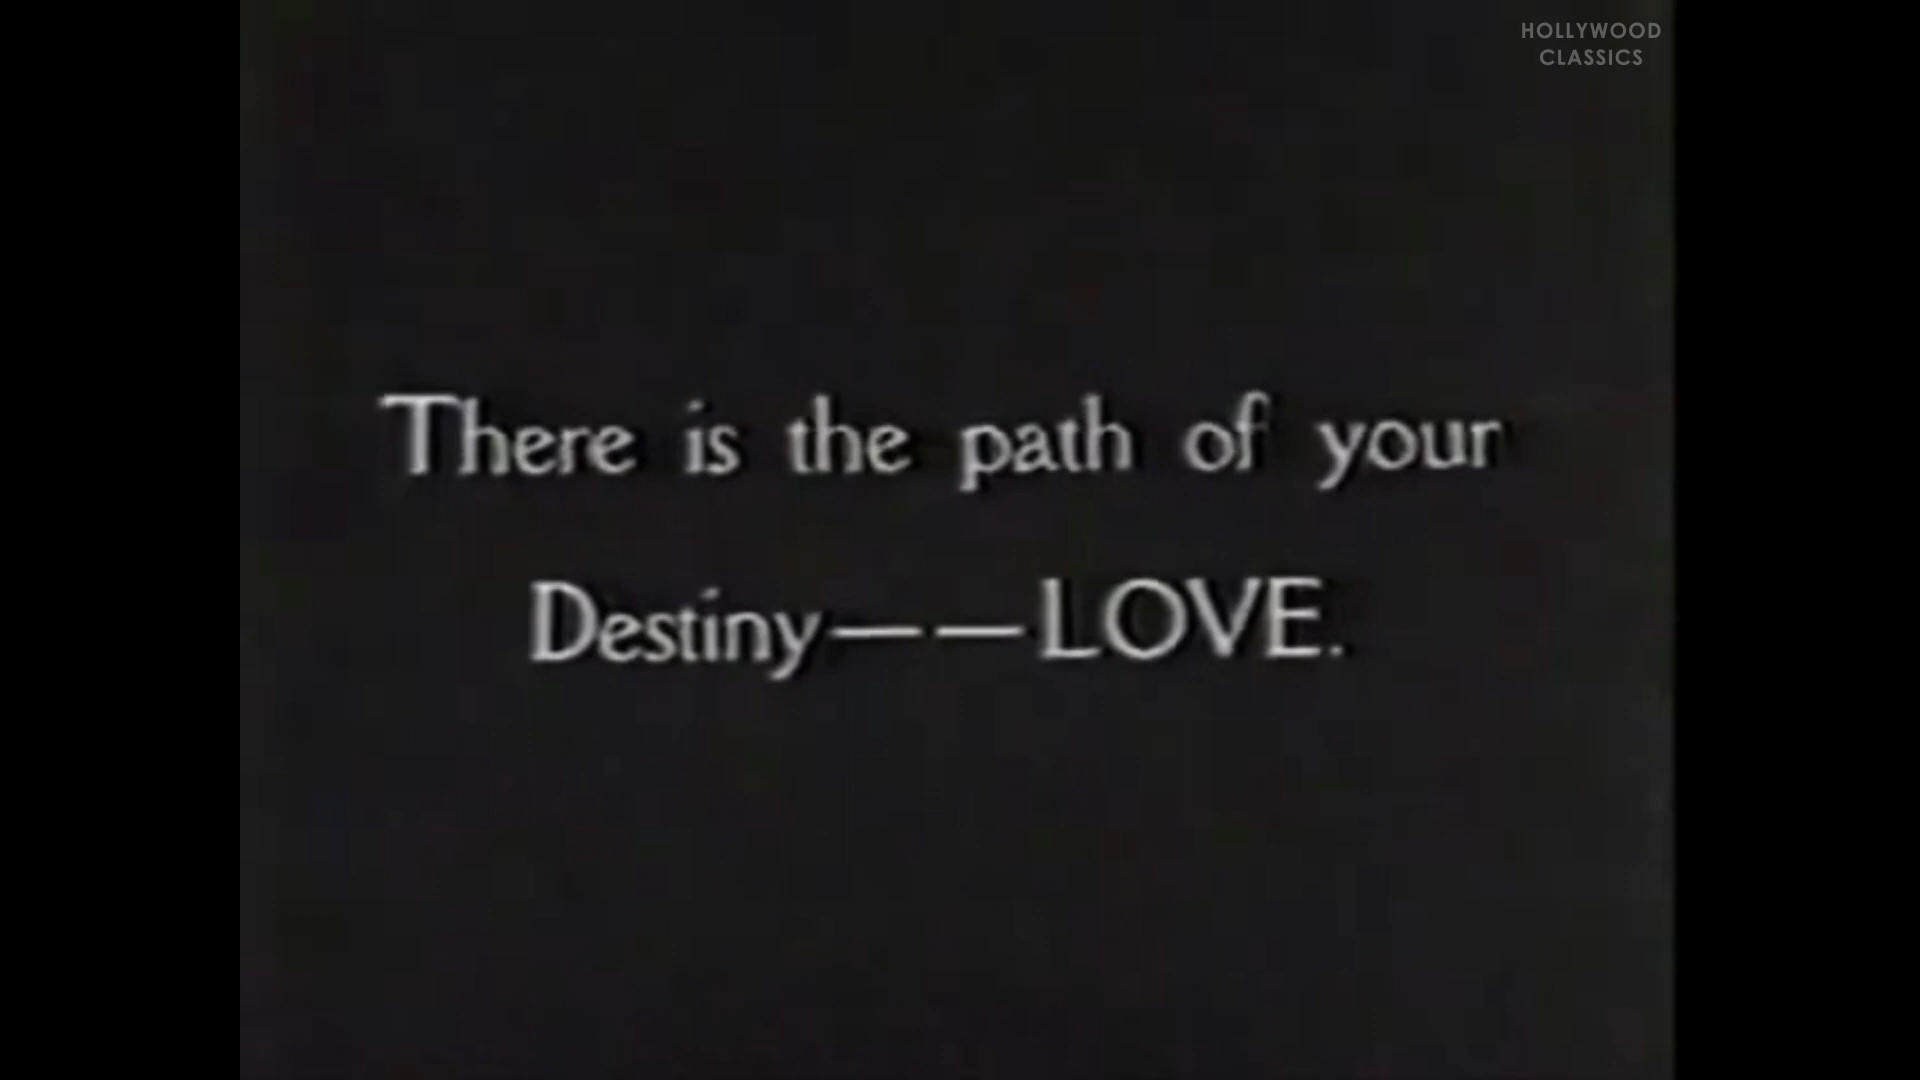 HOLLYWOOD
CLASSICS
There is the path of your
Destiny——LOVE.